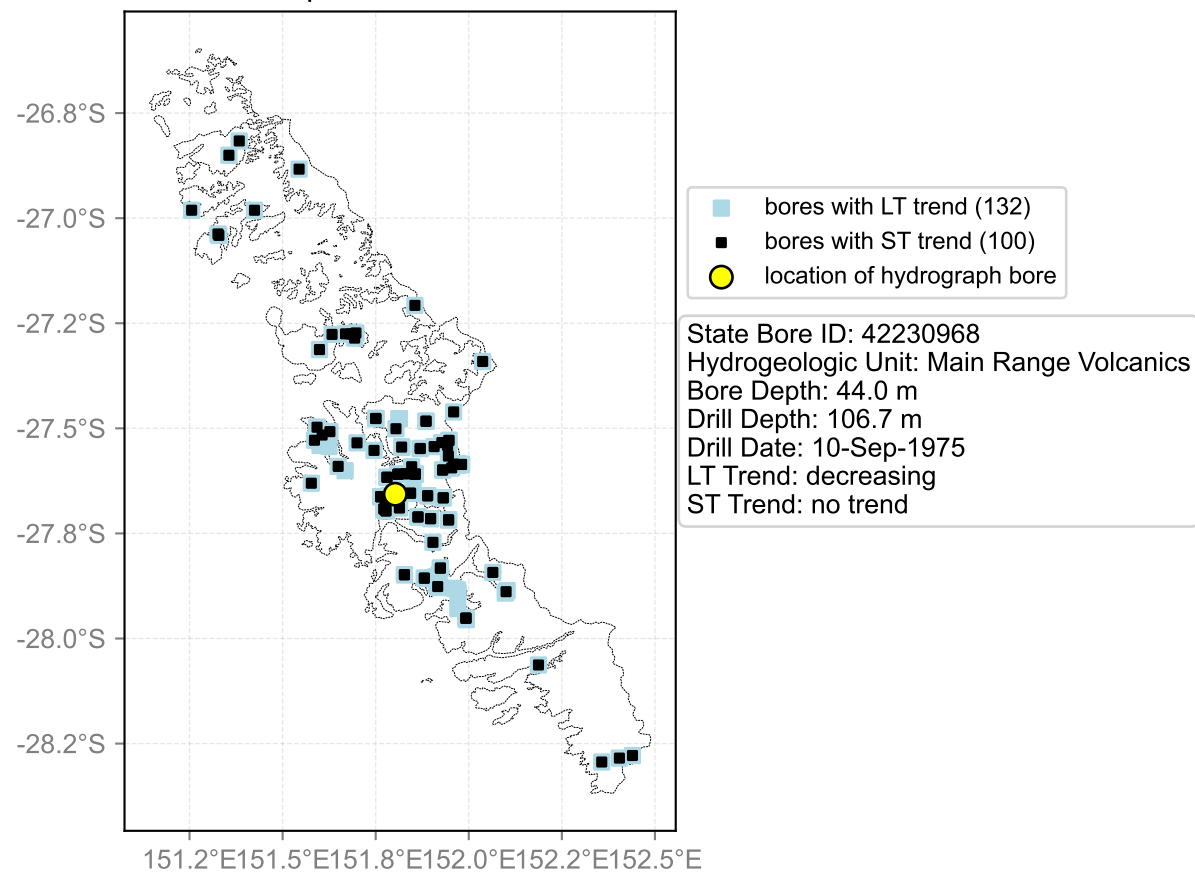 -26.8°S
-27.0°S
-27.2°S
-27.5°S
-27.8°S
-28.0°S
-28.2°S
151.2°E151.5°E151.8°E152.0°E152.2°E152.5°E
bores with LT trend (132)
bores with ST trend (100)
location of hydrograph bore
State Bore ID: 42230968
Hydrogeologic Unit: Main Range Volcanics
Bore Depth: 44.0 m
Drill Depth: 106.7 m
Drill Date: 10-Sep-1975
LT Trend: decreasing
ST Trend: no trend